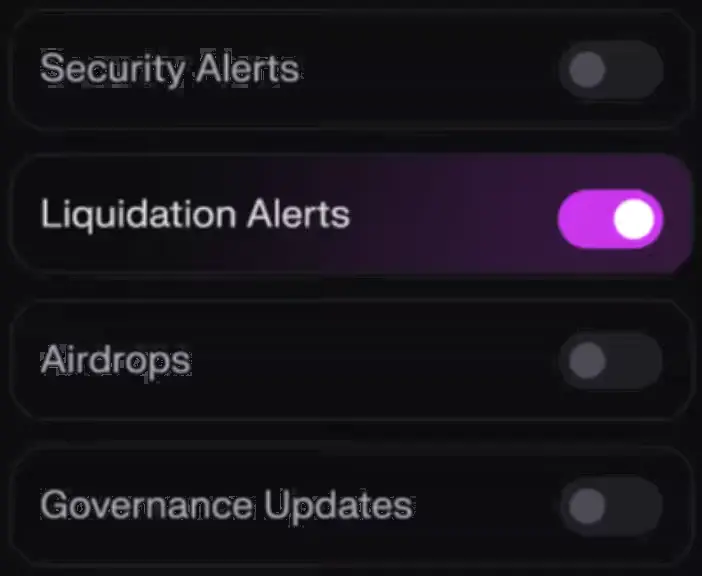 Security Alerts
Liquidation Alerts
Airdrops
Governance Updates